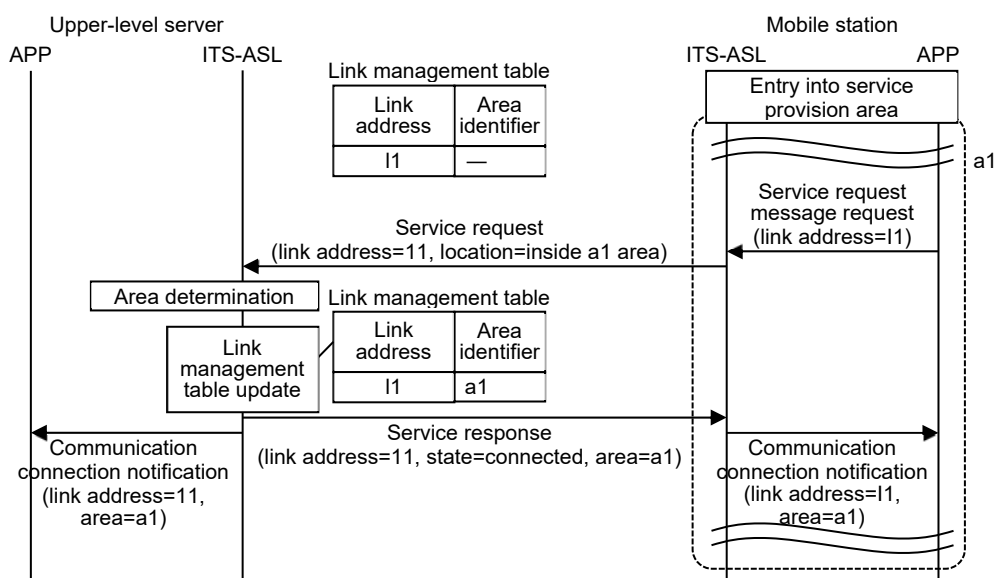 Upper-level server
Mobile station
APP
ITS-ASL
ITS-ASL
APP
Link management table
Link address
Area identifier
l1
—
Entry into service
provision area
a1
Service request
message request
(link address=l1)
Service request
(link address=11, location=inside a1 area)
Area determination
Link management table
Link address
Area identifier
l1
a1
Link
management
table update
Service response
(link address=11, state=connected, area=a1)
Communication
connection notification
(link address=11,
area=a1)
Communication
connection notification
(link address=l1,
area=a1)